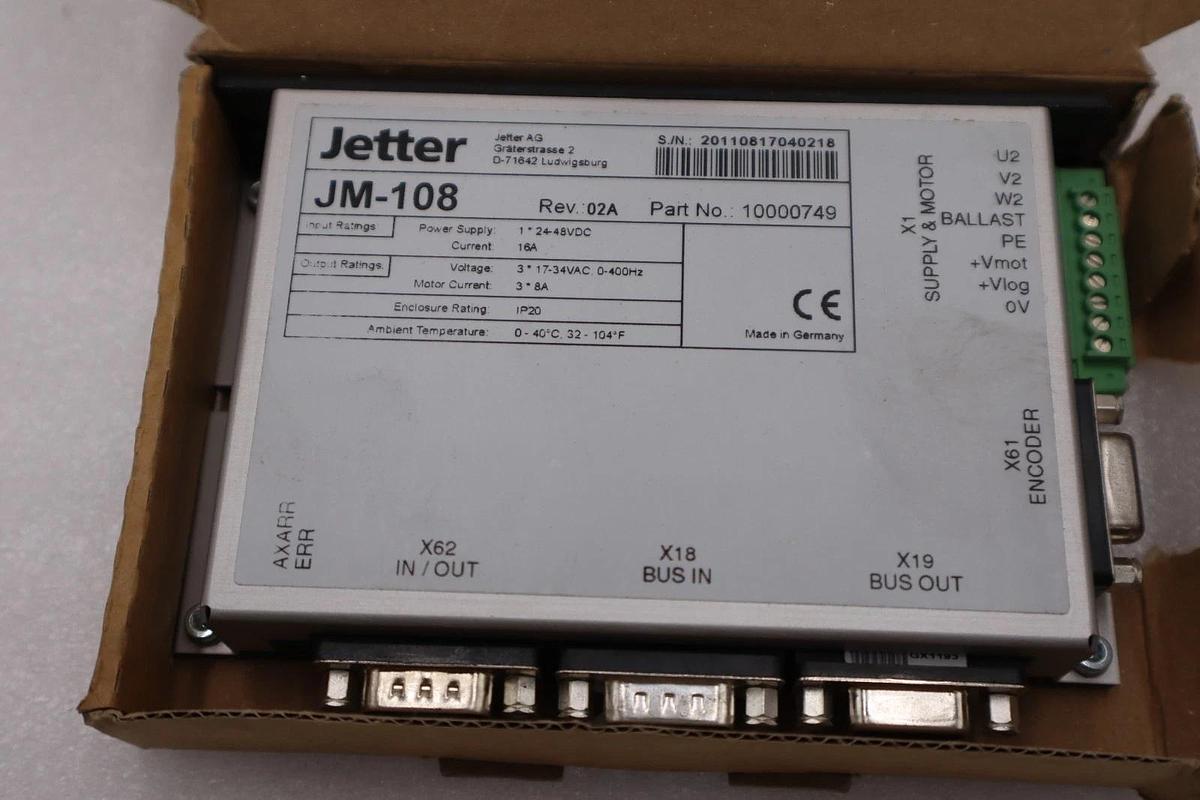 Jetter
Jetter AG
Gräterstrasse 2
D-71642 Ludwigsburg
S./N.: 20110817040218
JM-108
Rev.: 02A
Part No.: 10000749
Input Ratings
Power Supply: 1 * 24-48VDC
Current: 16A
Output Ratings.
Voltage: 3 * 17-34VAC, 0-400Hz
Motor Current: 3 * 8A
Enclosure Rating: IP20
Ambient Temperature: 0 - 40°C, 32 - 104°F
CE
Made in Germany
X1
SUPPLY & MOTOR
U2
V2
W2
BALLAST
PE
+Vmot
+Vlog
0V
X61
ENCODER
AXARR
ERR
X62
IN / OUT
X18
BUS IN
X19
BUS OUT
GX1193